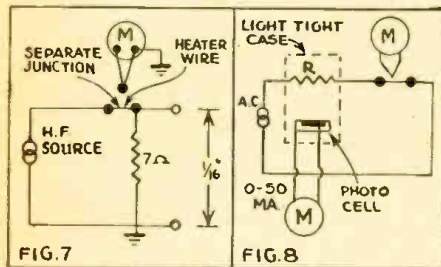 M
SEPARATE
JUNCTION
HEATER
WIRE
H.F.
SOURCE
7Ω
1/16"
FIG.7
LIGHT TIGHT
CASE
R
M
A.C
0-50
MA.
PHOTO
CELL
M
FIG.8